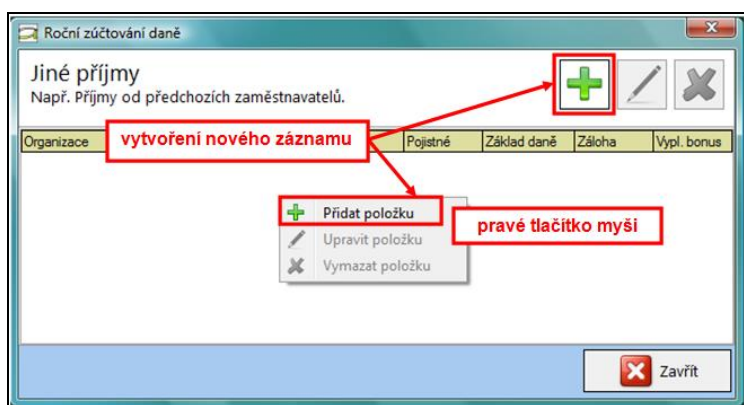 Roční zúčtování daně
Jiné příjmy
Např. Příjmy od předchozích zaměstnavatelů.
Organizace
vytvoření nového záznamu
Pojistné
Základ daně
Záloha
Vypl. bonus
Přidat položku
pravé tlačítko myši
Upravit položku
Vymazat položku
Zavřít